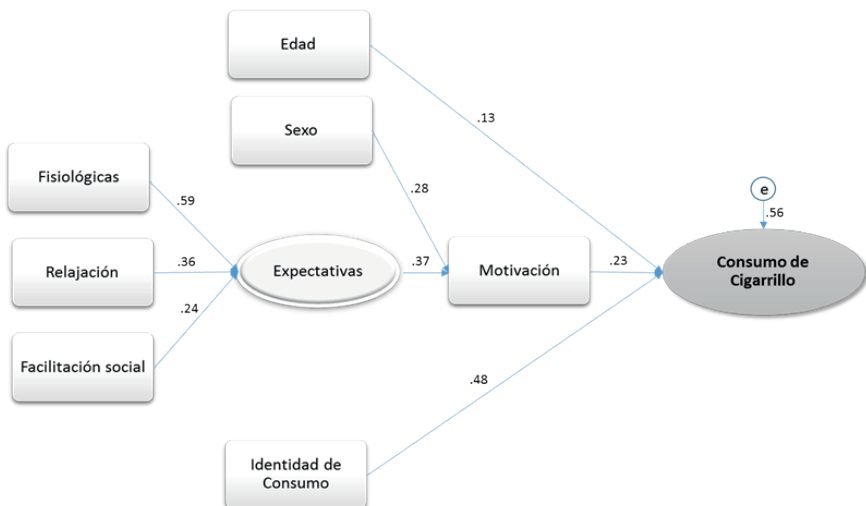 Edad
Sexo
.13
Fisiológicas
.28
e
.59
.56
Relajación
.36
Expectativas
.37
Motivación
.23
Consumo de
Cigarrillo
.24
Facilitación social
.48
Identidad de
Consumo